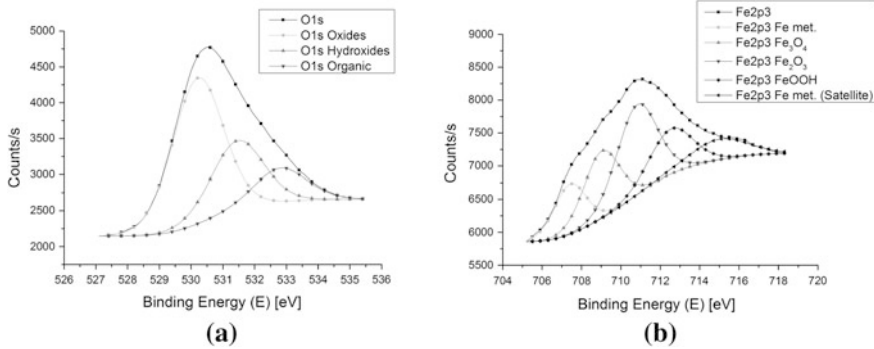 O1s
O1s Oxides
O1s Hydroxides
O1s Organic
5000
4500
4000
3500
3000
2500
2000
Counts/s
526 527 528 529 530 531 532 533 534 535 536
Binding Energy (E) [eV]
(a)
Fe2p3
Fe2p3 Fe met.
Fe2p3 Fe₃O₄
Fe2p3 Fe₂O₃
Fe2p3 FeOOH
Fe2p3 Fe met. (Satellite)
9000
8500
8000
7500
7000
6500
6000
5500
Counts/s
704 706 708 710 712 714 716 718 720
Binding Energy (E) [eV]
(b)